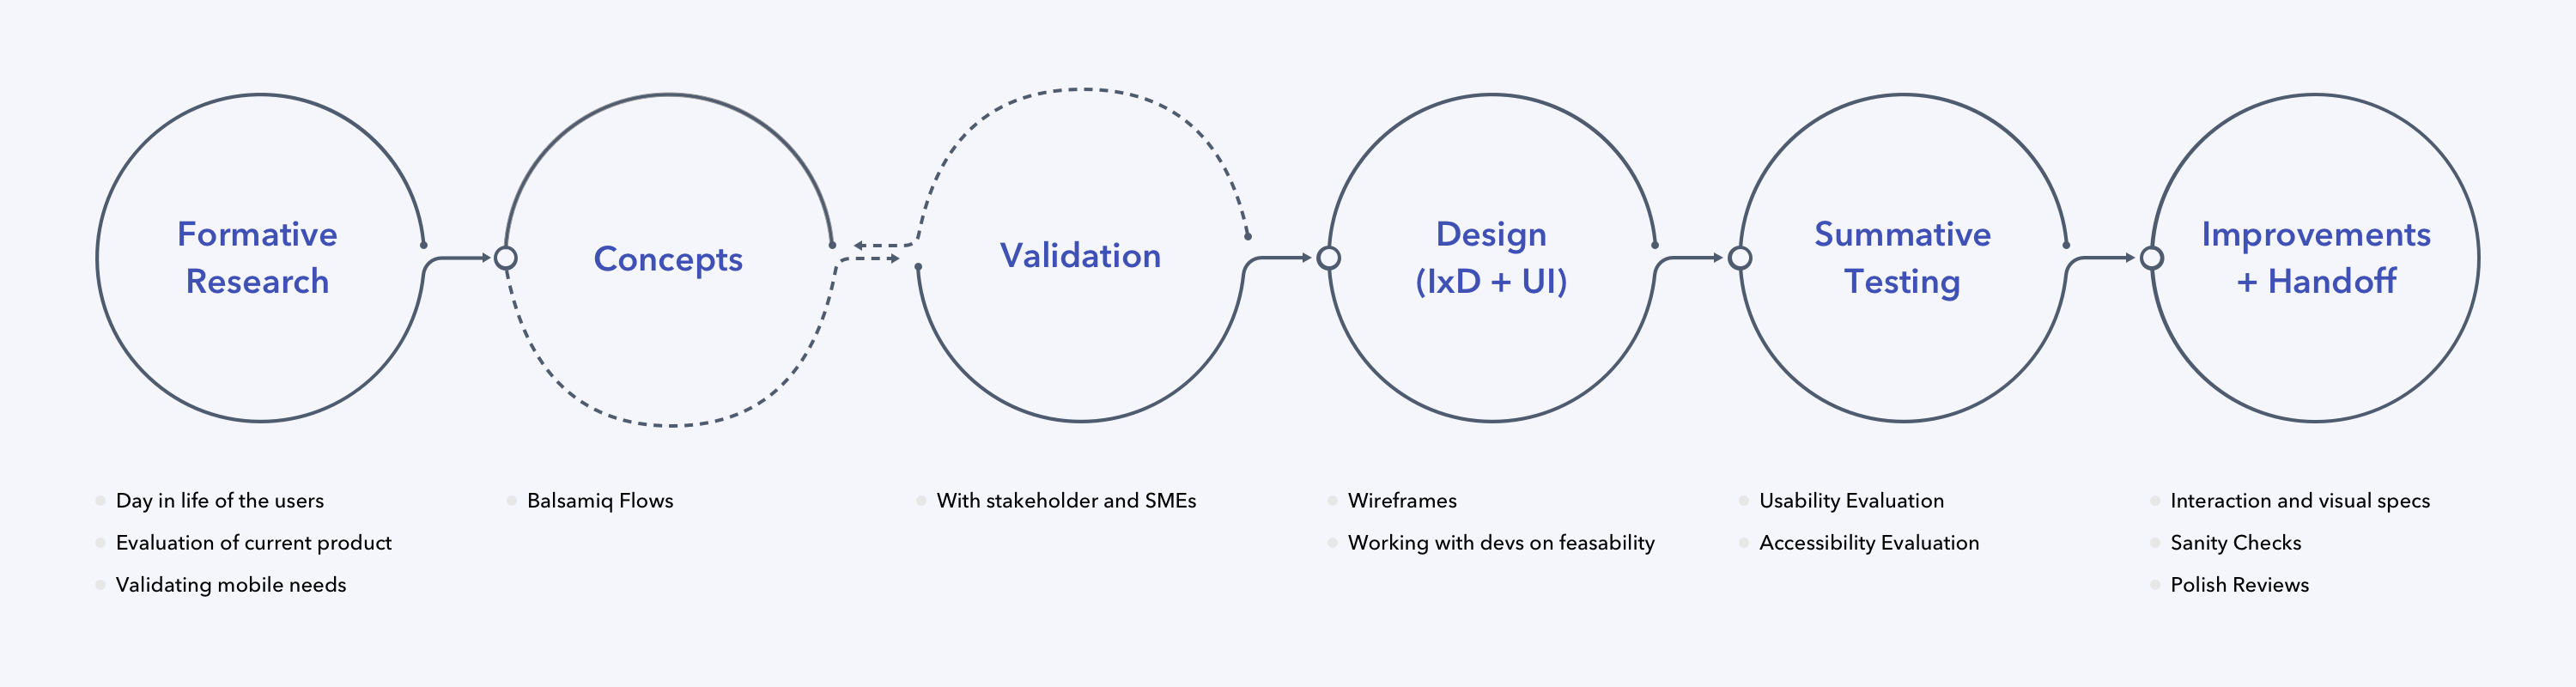 Formative
Research
Concepts
Validation
Design
(IxD + UI)
Summative
Testing
Improvements
+ Handoff
Day in life of the users
Evaluation of current product
Validating mobile needs
Balsamiq Flows
With stakeholder and SMEs
Wireframes
Working with devs on feasability
Usability Evaluation
Accessibility Evaluation
Interaction and visual specs
Sanity Checks
Polish Reviews